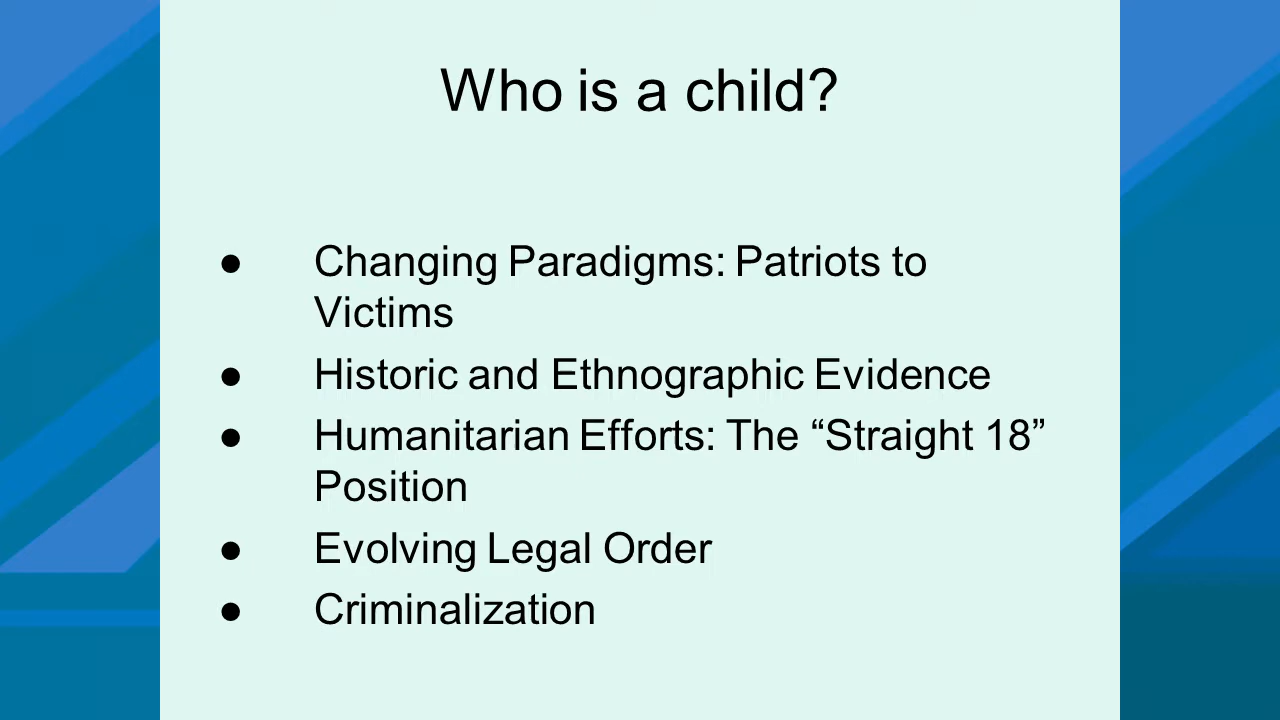 Who is a child?
● Changing Paradigms: Patriots to
Victims
● Historic and Ethnographic Evidence
● Humanitarian Efforts: The “Straight 18”
Position
● Evolving Legal Order
● Criminalization